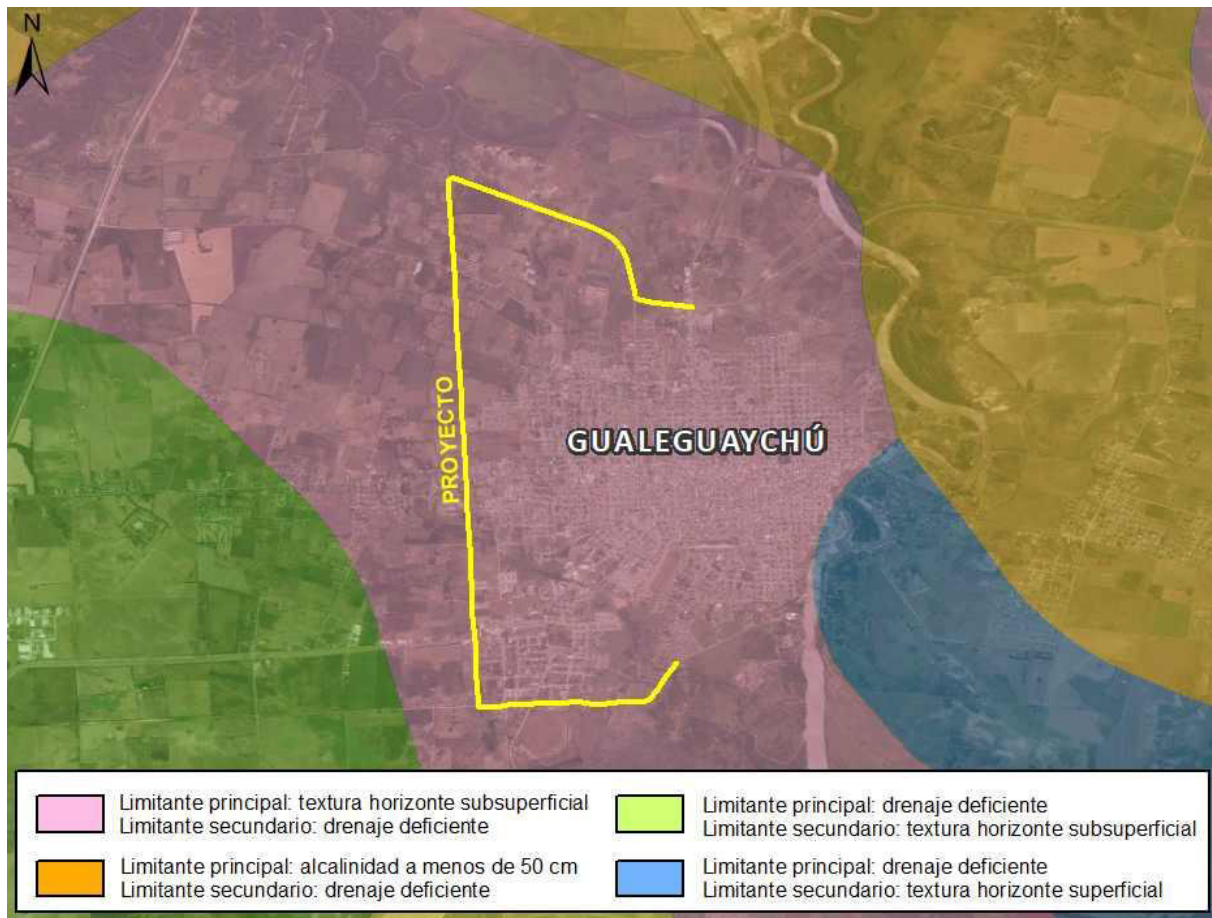 N
PROYECTO
GUALEGUAYCHÚ
Limitante principal: textura horizonte subsuperficial
Limitante secundario: drenaje deficiente
Limitante principal: alcalinidad a menos de 50 cm
Limitante secundario: drenaje deficiente
Limitante principal: drenaje deficiente
Limitante secundario: textura horizonte subsuperficial
Limitante principal: drenaje deficiente
Limitante secundario: textura horizonte superficial